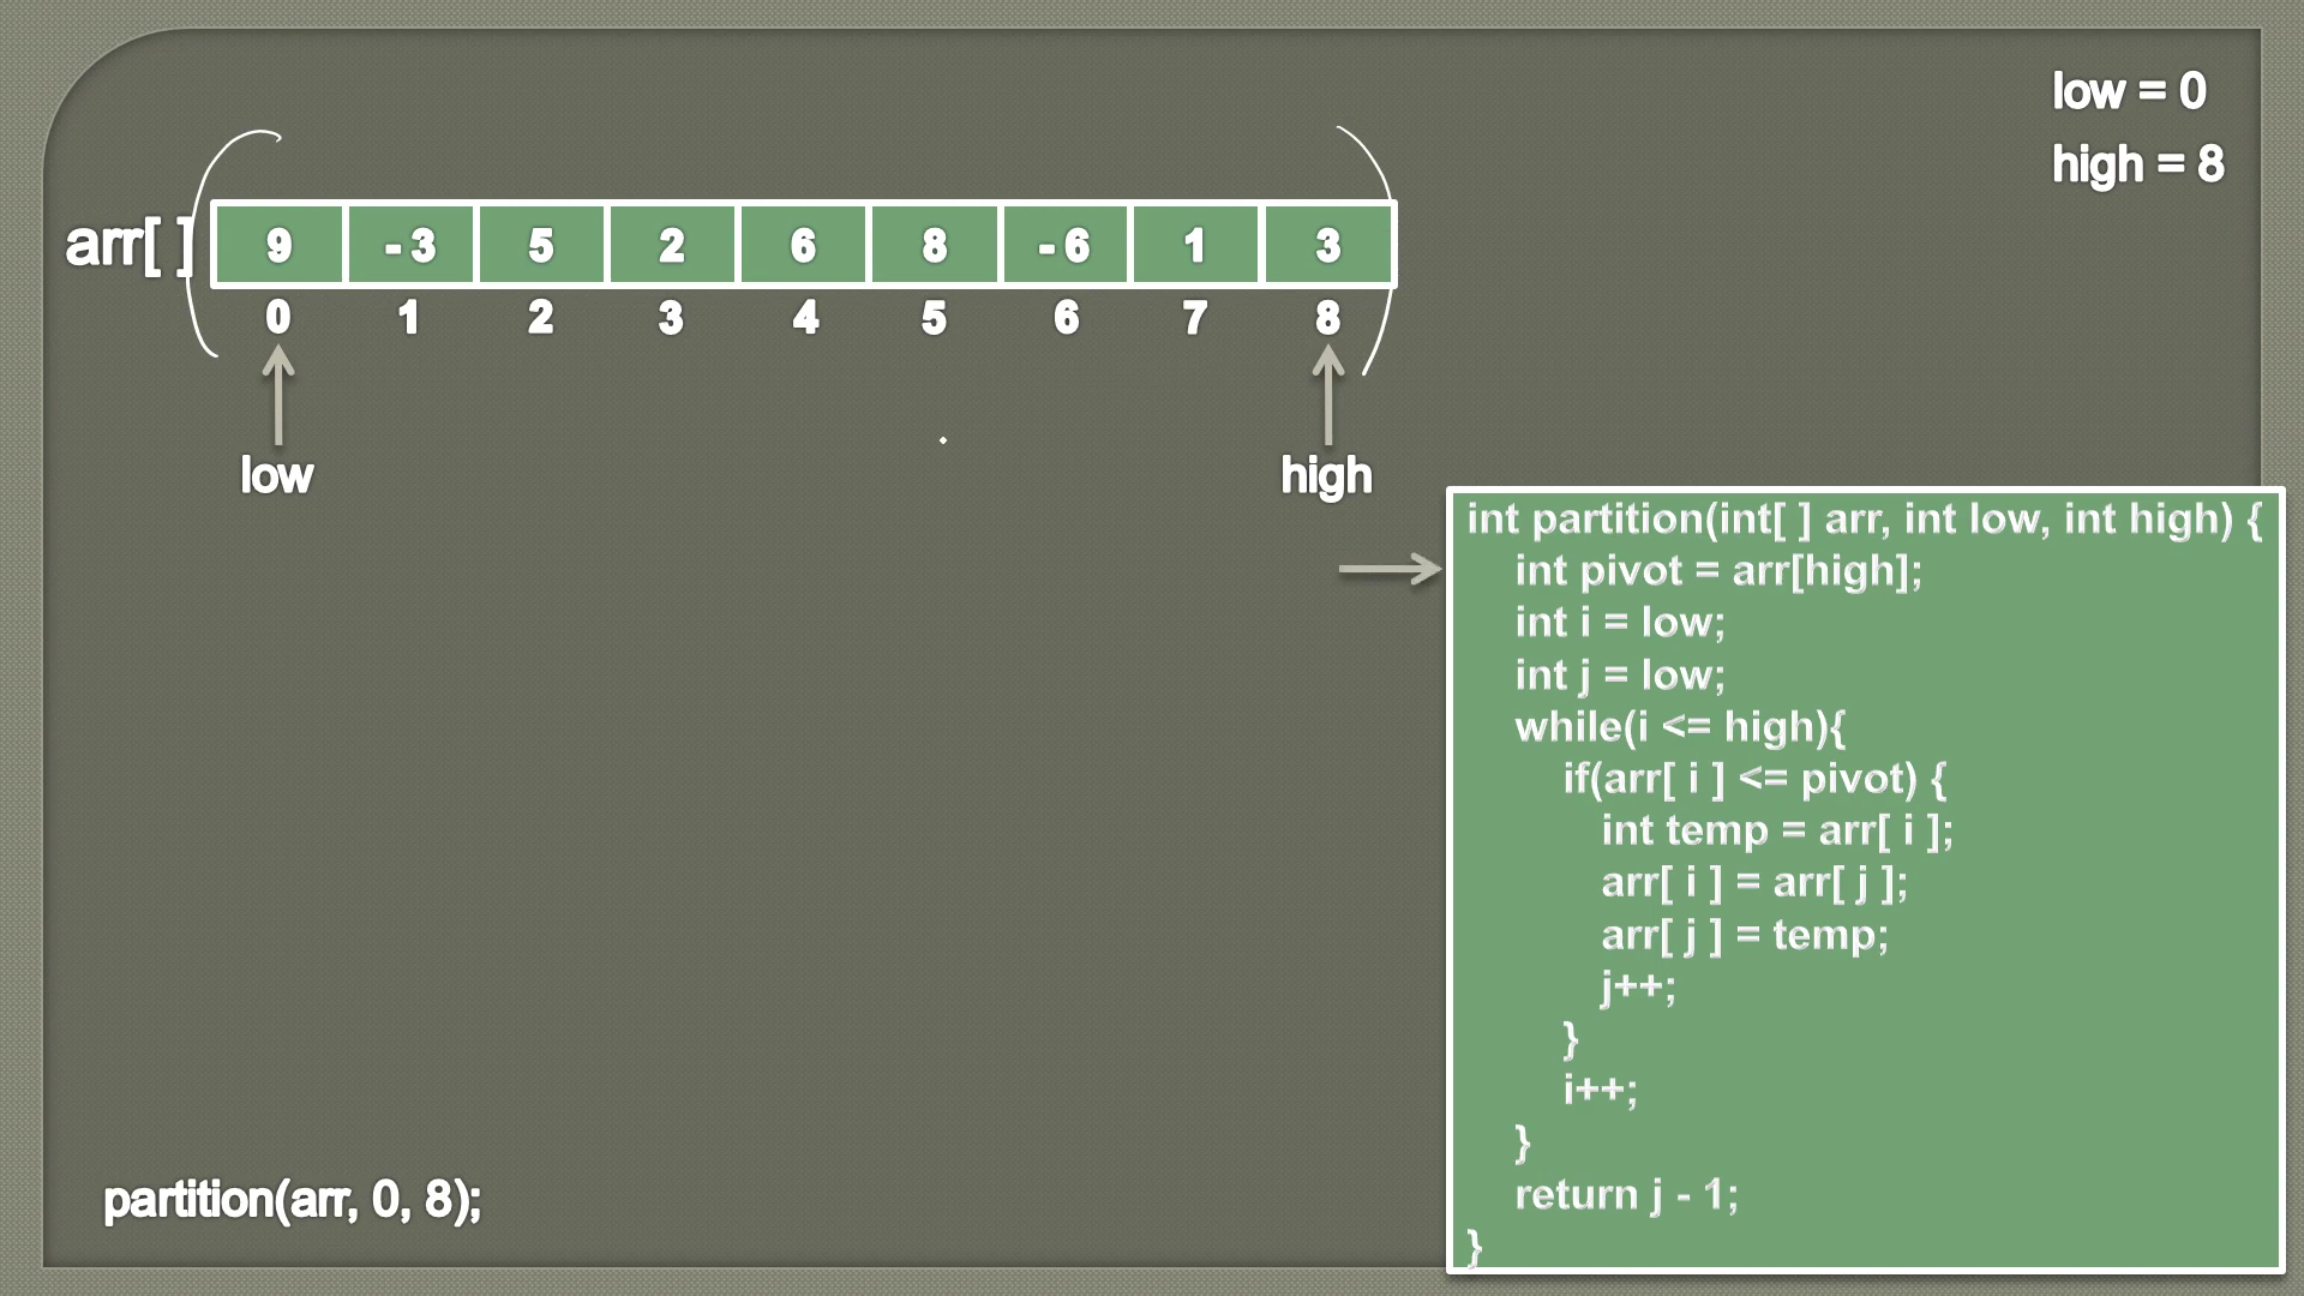 low = 0
high = 8
arr[ ]
9 - 3 5 2 6 8 - 6 1 3
0 1 2 3 4 5 6 7 8
low high
int partition(int[ ] arr, int low, int high) {
int pivot = arr[high];
int i = low;
int j = low;
while(i <= high){
if(arr[ i ] <= pivot) {
int temp = arr[ i ];
arr[ i ] = arr[ j ];
arr[ j ] = temp;
j++;
}
i++;
}
return j - 1;
}
partition(arr, 0, 8);